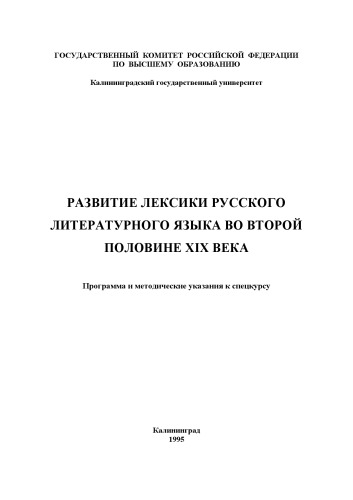 ГОСУДАРСТВЕННЫЙ КОМИТЕТ РОССИЙСКОЙ ФЕДЕРАЦИИ
ПО ВЫСШЕМУ ОБРАЗОВАНИЮ
Калининградский государственный университет
РАЗВИТИЕ ЛЕКСИКИ РУССКОГО
ЛИТЕРАТУРНОГО ЯЗЫКА ВО ВТОРОЙ
ПОЛОВИНЕ XIX ВЕКА
Программа и методические указания к спецкурсу
Калининград
1995